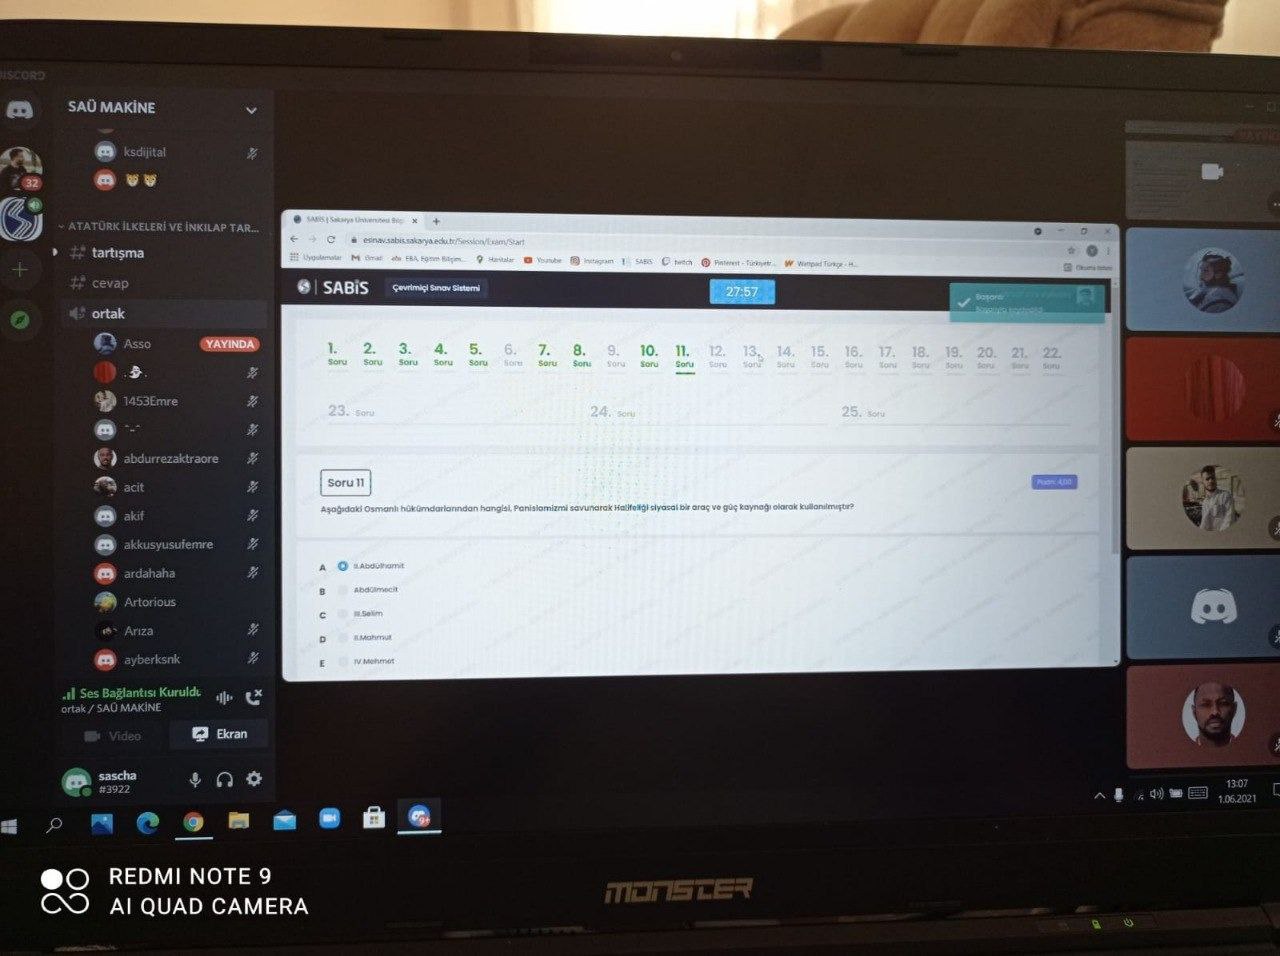 DISCORD
SAÜ MAKİNE
ksdijital
32
ATATÜRK İLKELERİ VE İNKILAP TAR...
tartışma
cevap
ortak
Asso
YAYINDA
1453Emre
abdurrezaktraore
acit
akif
akkusyusufemre
ardahaha
Artorious
Arıza
ayberksnk
Ses Bağlantısı Kuruldu
ortak / SAÜ MAKİNE
Video
Ekran
sascha
#3922
SABİS | Sakarya Üniversitesi Bilg
esinav.sabis.sakarya.edu.tr/Session/Exam/Start
Uygulamalar
Gmail
EBA, Egitim Bilişim...
Haritalar
Youtube
Instagram
SABİS
twitch
Pinterest - Türkiyetr...
Wattpad Türkçe - H...
Okuma listesi
SABİS
Çevrimiçi Sınav Sistemi
27:57
Başarılı
1. Soru 2. Soru 3. Soru 4. Soru 5. Soru 6. Soru 7. Soru 8. Soru 9. Soru 10. Soru 11. Soru 12. Soru 13. Soru 14. Soru 15. Soru 16. Soru 17. Soru 18. Soru 19. Soru 20. Soru 21. Soru 22. Soru
23. Soru 24. Soru 25. Soru
Soru 11
Puan: 4,00
Aşağıdaki Osmanlı hükümdarlarından hangisi, Panislamizmi savunarak Halifeliği siyasal bir araç ve güç kaynağı olarak kullanılmıştır?
A II.Abdülhamit
B Abdülmecit
C III.Selim
D II.Mahmut
E IV.Mehmet
13:07
1.06.2021
9+
MONSTER
REDMI NOTE 9
AI QUAD CAMERA